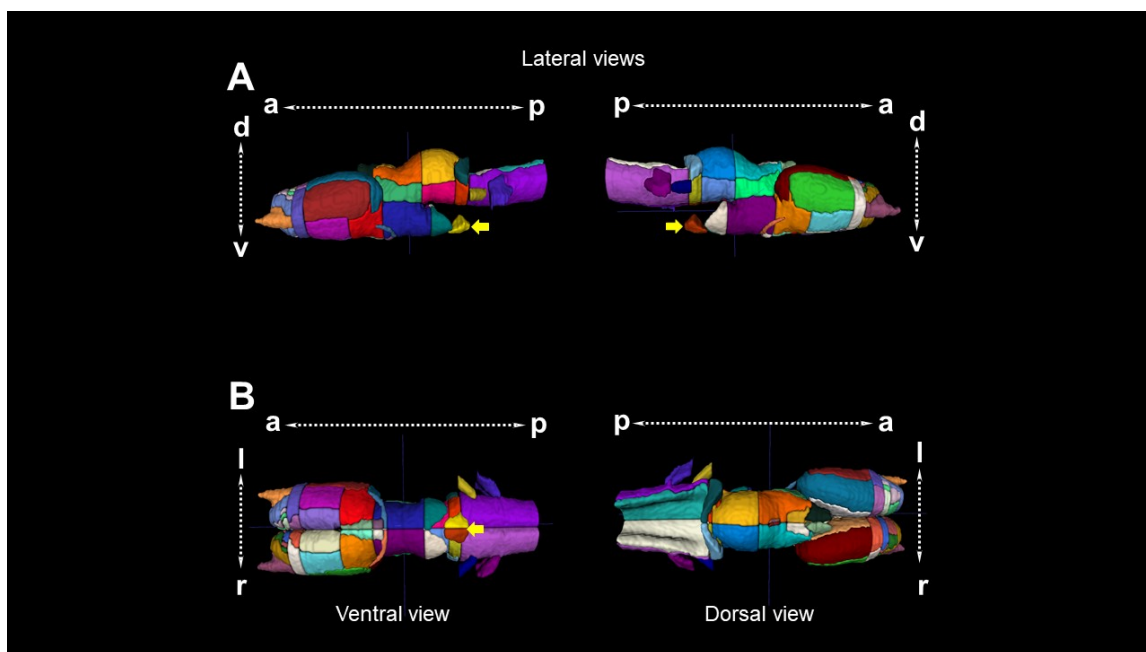 Lateral views
A
a p p a
d d
v v
B
a p p a
l l
r r
Ventral view Dorsal view